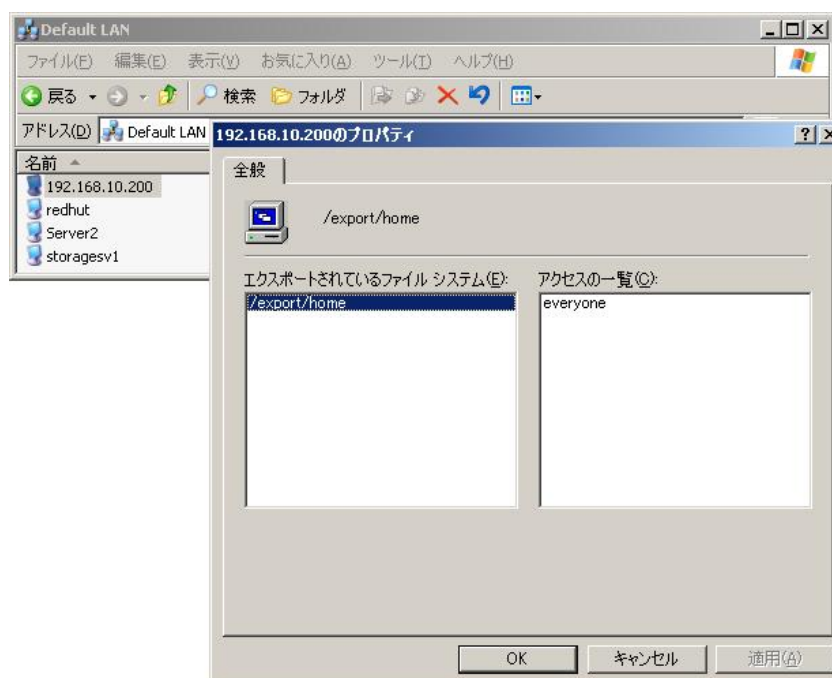 Default LAN
ファイル(F) 編集(E) 表示(V) お気に入り(A) ツール(T) ヘルプ(H)
戻る 検索 フォルダ
アドレス(D) Default LAN
192.168.10.200のプロパティ
名前
192.168.10.200
redhut
Server2
storagesv1
全般
/export/home
エクスポートされているファイル システム(E):
/export/home
アクセスの一覧(C):
everyone
OK キャンセル 適用(A)